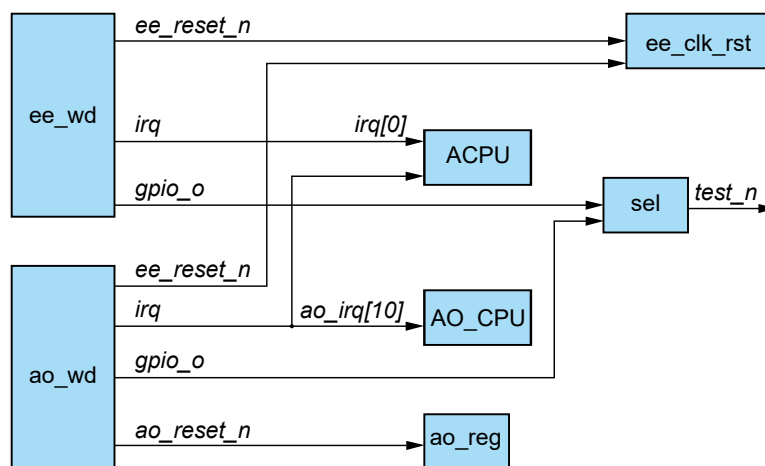 ee_reset_n
ee_clk_rst
ee_wd
irq
irq[0]
ACPU
gpio_o
sel
test_n
ee_reset_n
irq
ao_irq[10]
AO_CPU
ao_wd
gpio_o
ao_reset_n
ao_reg